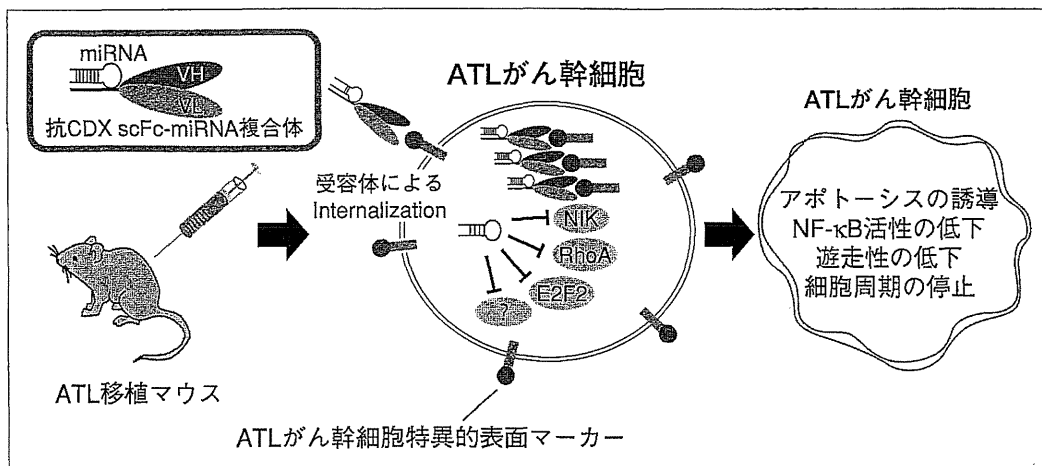 miRNA
VH
VL
抗CDX scFc-miRNA複合体
ATL移植マウス
受容体による
Internalization
ATLがん幹細胞
NIK
RhoA
E2F2
?
ATLがん幹細胞特異的表面マーカー
ATLがん幹細胞
アポトーシスの誘導
NF-κB活性の低下
遊走性の低下
細胞周期の停止